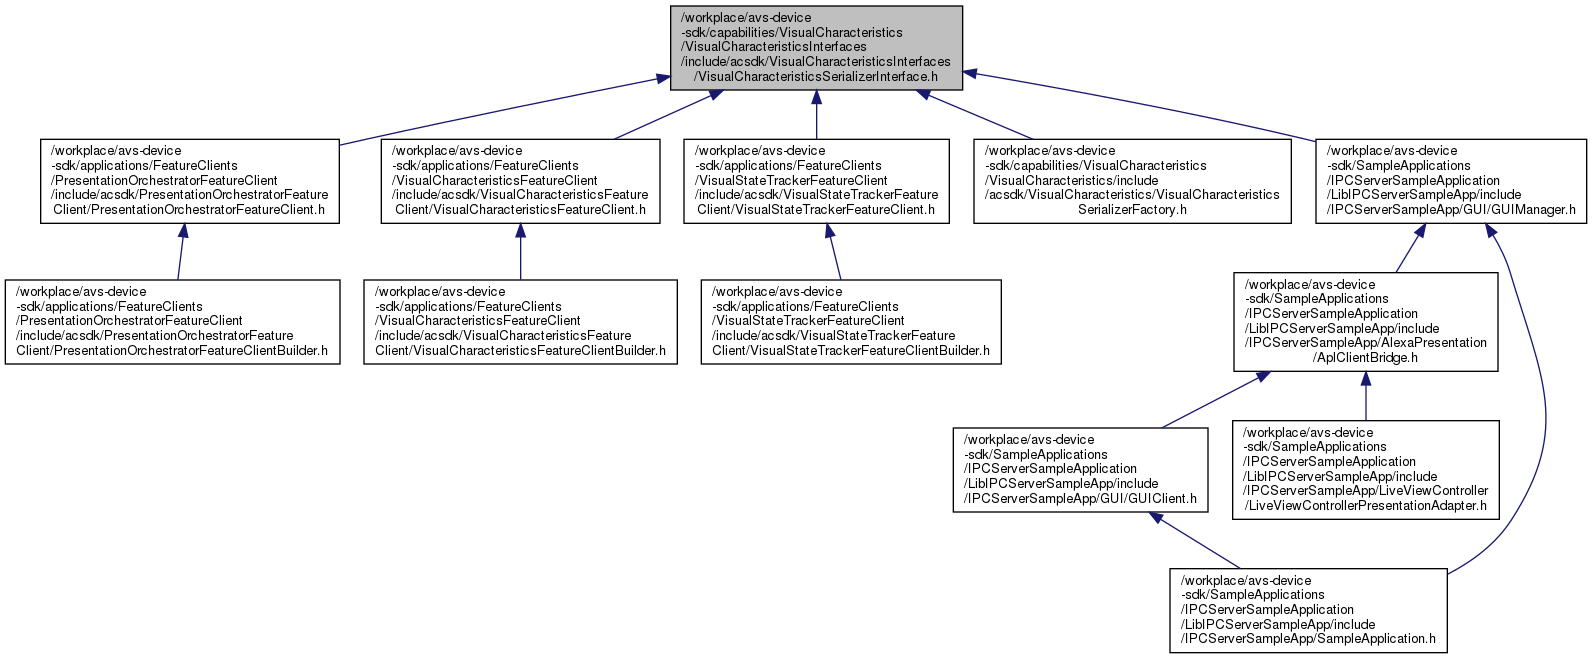 /workplace/avs-device
-sdk/capabilities/VisualCharacteristics
/VisualCharacteristicsInterfaces
/include/acsdk/VisualCharacteristicsInterfaces
/VisualCharacteristicsSerializerInterface.h
/workplace/avs-device
-sdk/applications/FeatureClients
/PresentationOrchestratorFeatureClient
/include/acsdk/PresentationOrchestratorFeature
Client/PresentationOrchestratorFeatureClient.h
/workplace/avs-device
-sdk/applications/FeatureClients
/VisualCharacteristicsFeatureClient
/include/acsdk/VisualCharacteristicsFeature
Client/VisualCharacteristicsFeatureClient.h
/workplace/avs-device
-sdk/applications/FeatureClients
/VisualStateTrackerFeatureClient
/include/acsdk/VisualStateTrackerFeature
Client/VisualStateTrackerFeatureClient.h
/workplace/avs-device
-sdk/capabilities/VisualCharacteristics
/VisualCharacteristics/include
/acsdk/VisualCharacteristics/VisualCharacteristics
SerializerFactory.h
/workplace/avs-device
-sdk/SampleApplications
/IPCServerSampleApplication
/LibIPCServerSampleApp/include
/IPCServerSampleApp/GUI/GUIManager.h
/workplace/avs-device
-sdk/applications/FeatureClients
/PresentationOrchestratorFeatureClient
/include/acsdk/PresentationOrchestratorFeature
Client/PresentationOrchestratorFeatureClientBuilder.h
/workplace/avs-device
-sdk/applications/FeatureClients
/VisualCharacteristicsFeatureClient
/include/acsdk/VisualCharacteristicsFeature
Client/VisualCharacteristicsFeatureClientBuilder.h
/workplace/avs-device
-sdk/applications/FeatureClients
/VisualStateTrackerFeatureClient
/include/acsdk/VisualStateTrackerFeature
Client/VisualStateTrackerFeatureClientBuilder.h
/workplace/avs-device
-sdk/SampleApplications
/IPCServerSampleApplication
/LibIPCServerSampleApp/include
/IPCServerSampleApp/AlexaPresentation
/AplClientBridge.h
/workplace/avs-device
-sdk/SampleApplications
/IPCServerSampleApplication
/LibIPCServerSampleApp/include
/IPCServerSampleApp/GUI/GUIClient.h
/workplace/avs-device
-sdk/SampleApplications
/IPCServerSampleApplication
/LibIPCServerSampleApp/include
/IPCServerSampleApp/LiveViewController
/LiveViewControllerPresentationAdapter.h
/workplace/avs-device
-sdk/SampleApplications
/IPCServerSampleApplication
/LibIPCServerSampleApp/include
/IPCServerSampleApp/SampleApplication.h